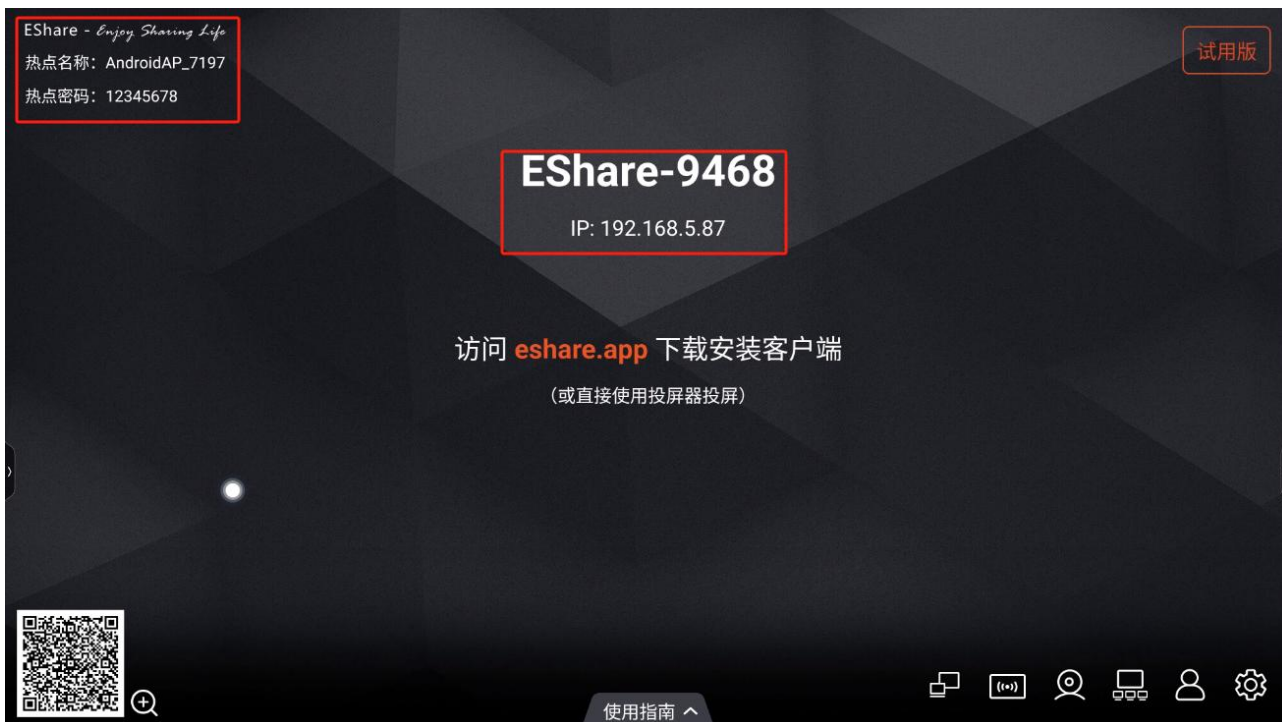 EShare - Enjoy Sharing Life
热点名称：AndroidAP_7197
热点密码：12345678
试用版
EShare-9468
IP: 192.168.5.87
访问 eshare.app 下载安装客户端
（或直接使用投屏器投屏）
使用指南